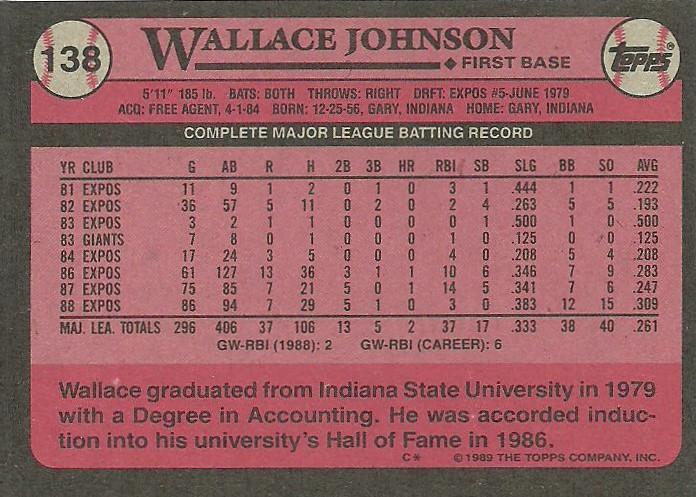 138
WALLACE JOHNSON
◆ FIRST BASE
TOPPS®
5'11" 185 lb. BATS: BOTH THROWS: RIGHT DRFT: EXPOS #5-JUNE 1979
ACQ: FREE AGENT, 4-1-84 BORN: 12-25-56, GARY, INDIANA HOME: GARY, INDIANA
COMPLETE MAJOR LEAGUE BATTING RECORD
YR CLUB G AB R H 2B 3B HR RBI SB SLG BB SO AVG
81 EXPOS 11 9 1 2 0 1 0 3 1 .444 1 1 .222
82 EXPOS 36 57 5 11 0 2 0 2 4 .263 5 5 .193
83 EXPOS 3 2 1 1 0 0 0 0 1 .500 1 0 .500
83 GIANTS 7 8 0 1 0 0 0 1 0 .125 0 0 .125
84 EXPOS 17 24 3 5 0 0 0 4 0 .208 5 4 .208
86 EXPOS 61 127 13 36 3 1 1 10 6 .346 7 9 .283
87 EXPOS 75 85 7 21 5 0 1 14 5 .341 7 6 .247
88 EXPOS 86 94 7 29 5 1 0 3 0 .383 12 15 .309
MAJ. LEA. TOTALS 296 406 37 106 13 5 2 37 17 .333 38 40 .261
GW-RBI (1988): 2 GW-RBI (CAREER): 6
Wallace graduated from Indiana State University in 1979
with a Degree in Accounting. He was accorded induc-
tion into his university's Hall of Fame in 1986.
C* © 1989 THE TOPPS COMPANY, INC.